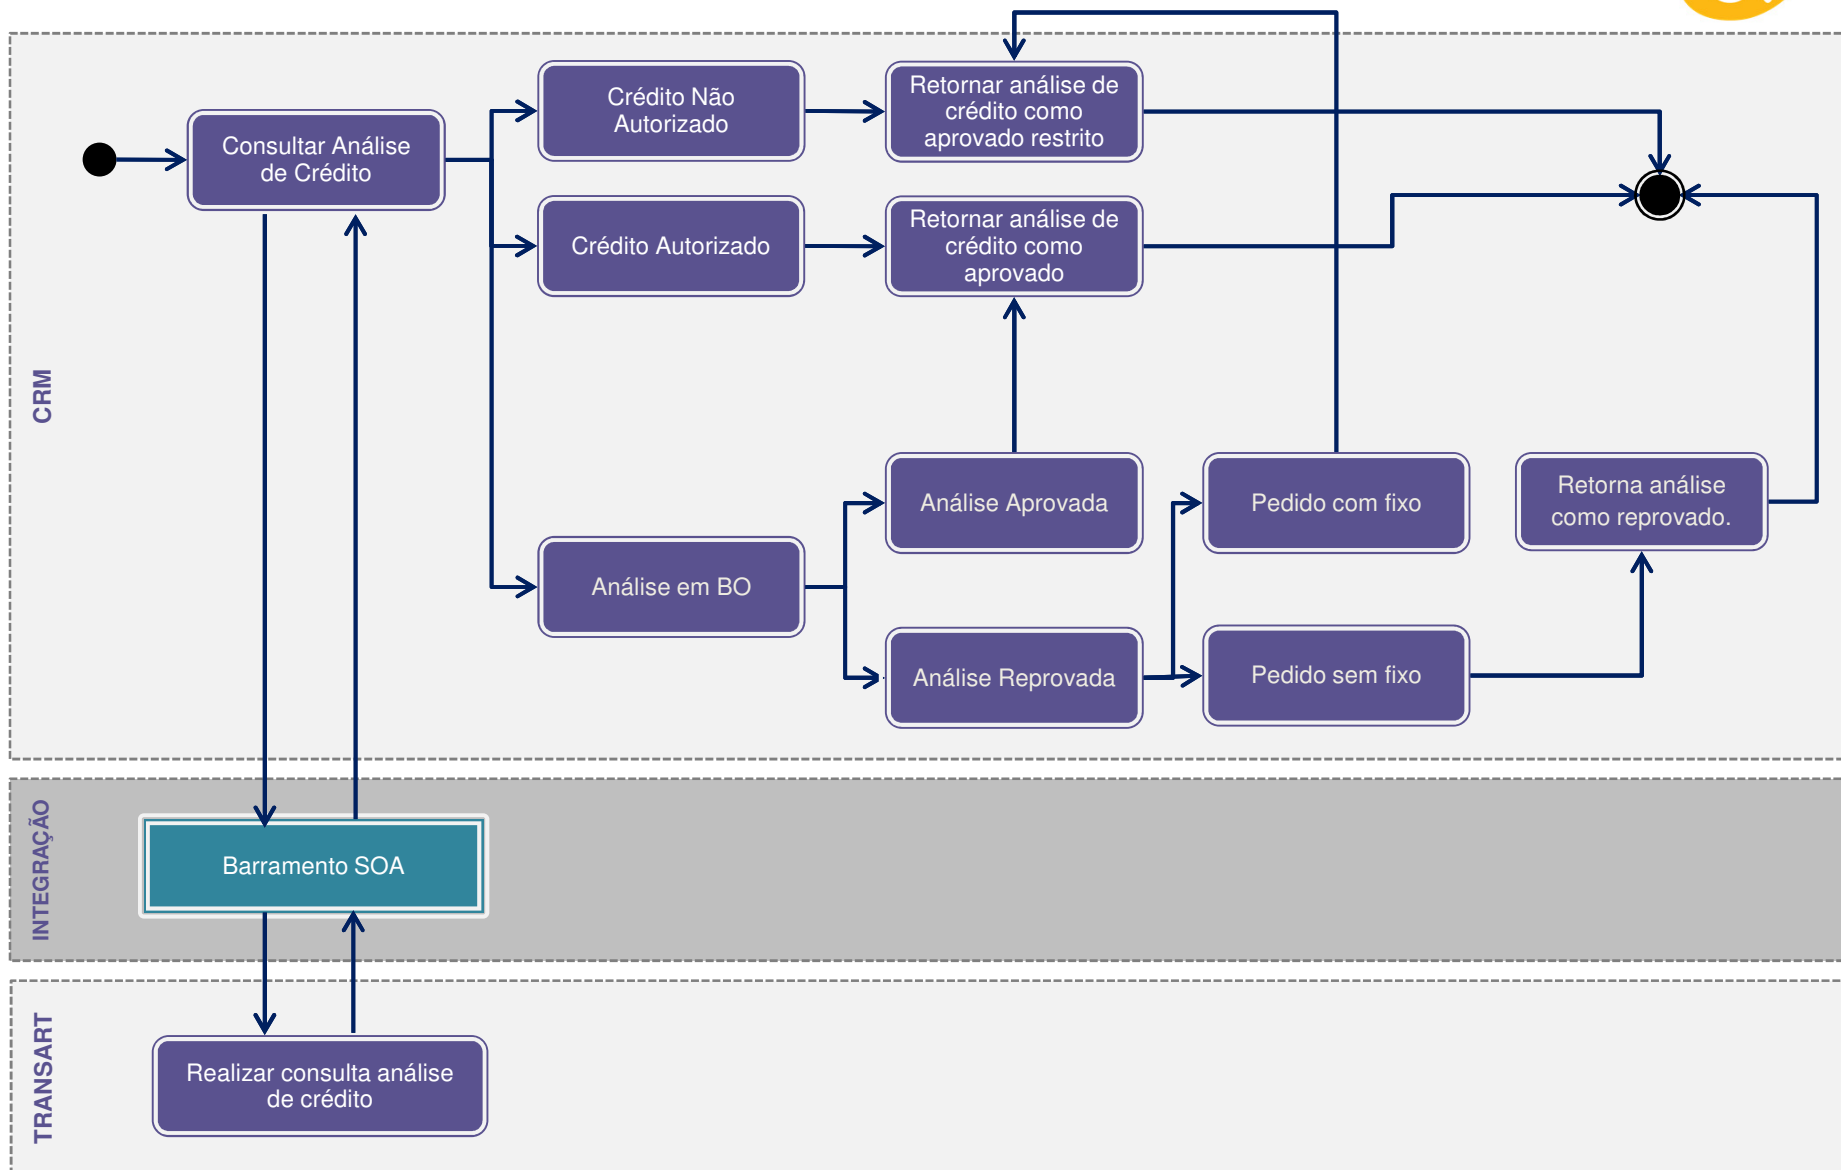 Crédito Não
Autorizado
Retornar análise de
crédito como
aprovado restrito
Consultar Análise
de Crédito
Crédito Autorizado
Retornar análise de
crédito como
aprovado
CRM
Análise Aprovada
Pedido com fixo
Retorna análise
como reprovado.
Análise em BO
Análise Reprovada
Pedido sem fixo
INTEGRAÇÃO
Barramento SOA
TRANSART
Realizar consulta análise
de crédito